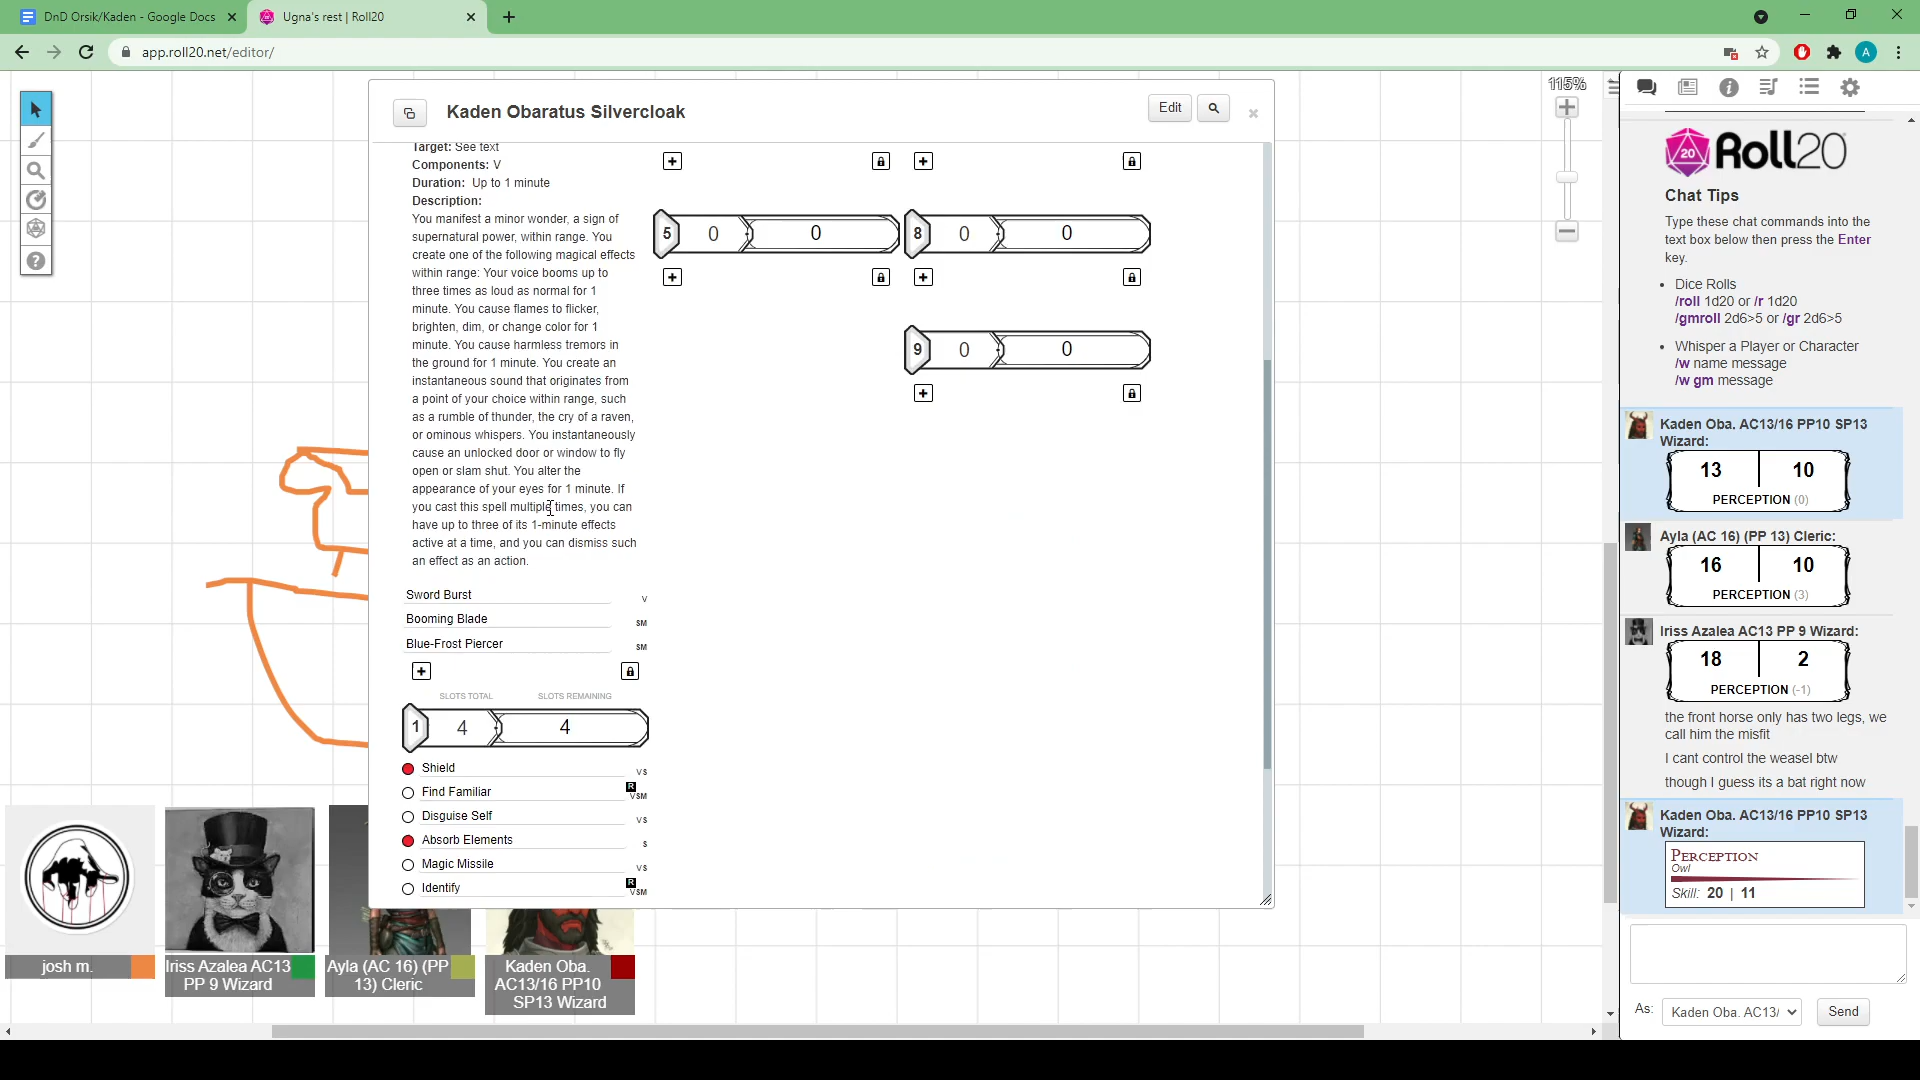 DnD Orsik/Kaden - Google Docs
Ugna's rest | Roll20
app.roll20.net/editor/
A
Kaden Obaratus Silvercloak
Edit
Target: See text
Components: V
Duration: Up to 1 minute
Description:
You manifest a minor wonder, a sign of
supernatural power, within range. You
create one of the following magical effects
within range: Your voice booms up to
three times as loud as normal for 1
minute. You cause flames to flicker,
brighten, dim, or change color for 1
minute. You cause harmless tremors in
the ground for 1 minute. You create an
instantaneous sound that originates from
a point of your choice within range, such
as a rumble of thunder, the cry of a raven,
or ominous whispers. You instantaneously
cause an unlocked door or window to fly
open or slam shut. You alter the
appearance of your eyes for 1 minute. If
you cast this spell multiple times, you can
have up to three of its 1-minute effects
active at a time, and you can dismiss such
an effect as an action.
Sword Burst V
Booming Blade SM
Blue-Frost Piercer SM
SLOTS TOTAL SLOTS REMAINING
1 4 4
Shield VS
Find Familiar R VSM
Disguise Self VS
Absorb Elements S
Magic Missile VS
Identify R VSM
5 0 0
8 0 0
9 0 0
115%
20 Roll20
Chat Tips
Type these chat commands into the
text box below then press the Enter
key.
Dice Rolls
/roll 1d20 or /r 1d20
/gmroll 2d6>5 or /gr 2d6>5
Whisper a Player or Character
/w name message
/w gm message
Kaden Oba. AC13/16 PP10 SP13
Wizard:
13 10
PERCEPTION (0)
Ayla (AC 16) (PP 13) Cleric:
16 10
PERCEPTION (3)
Iriss Azalea AC13 PP 9 Wizard:
18 2
PERCEPTION (-1)
the front horse only has two legs, we
call him the misfit
I cant control the weasel btw
though I guess its a bat right now
Kaden Oba. AC13/16 PP10 SP13
Wizard:
PERCEPTION
Owl
Skill: 20 | 11
As: Kaden Oba. AC13/
Send
josh m.
Iriss Azalea AC13
PP 9 Wizard
Ayla (AC 16) (PP
13) Cleric
Kaden Oba.
AC13/16 PP10
SP13 Wizard